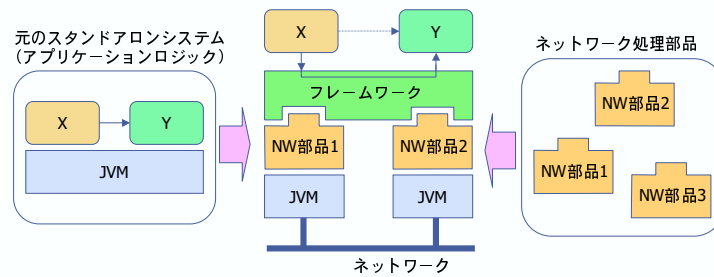 元のスタンドアロンシステム
（アプリケーションロジック）
X
Y
JVM
X
Y
フレームワーク
NW部品1
NW部品2
JVM
JVM
ネットワーク
ネットワーク処理部品
NW部品2
NW部品1
NW部品3